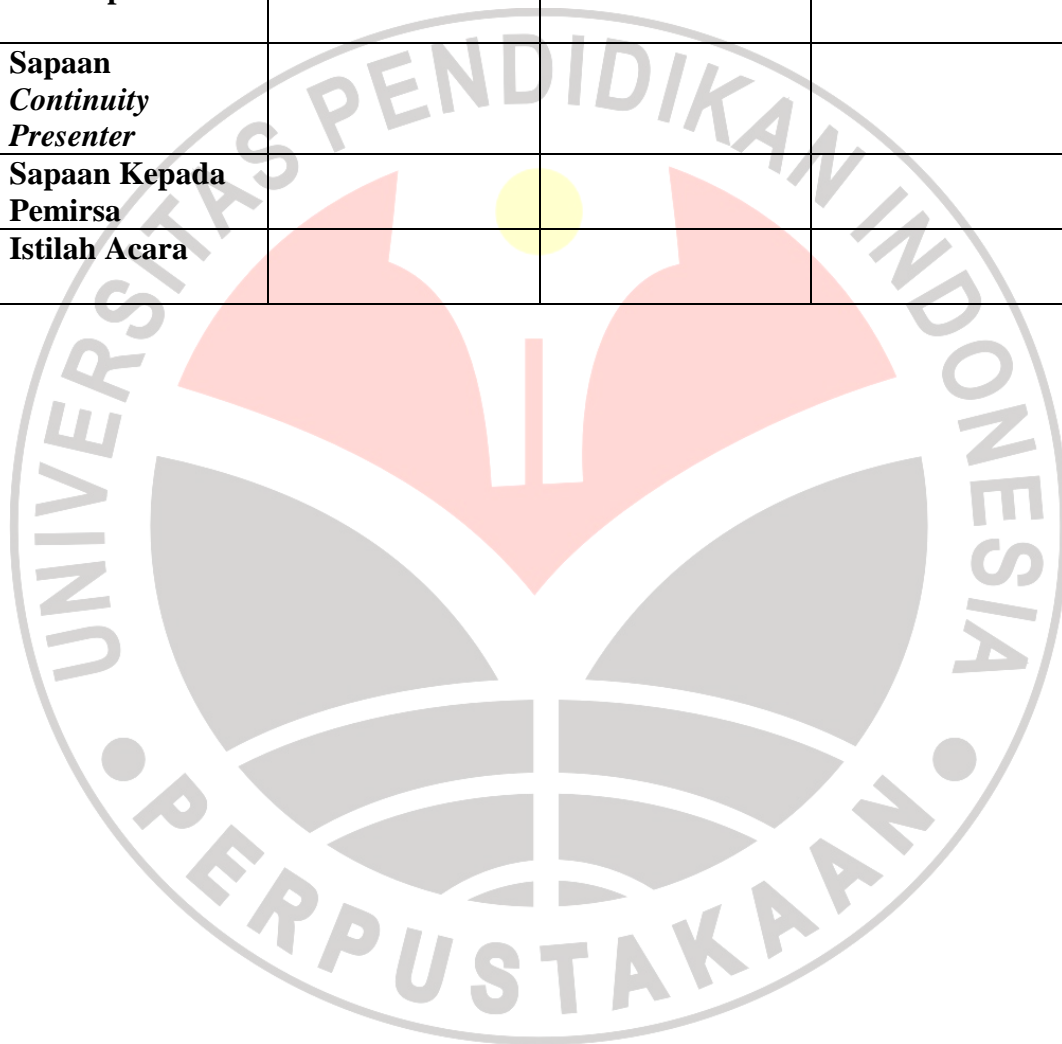 Sapaan
Continuity
Presenter
Sapaan Kepada
Pemirsa
Istilah Acara
UNIVERSITAS PENDIDIKAN INDONESIA
PERPUSTAKAAN